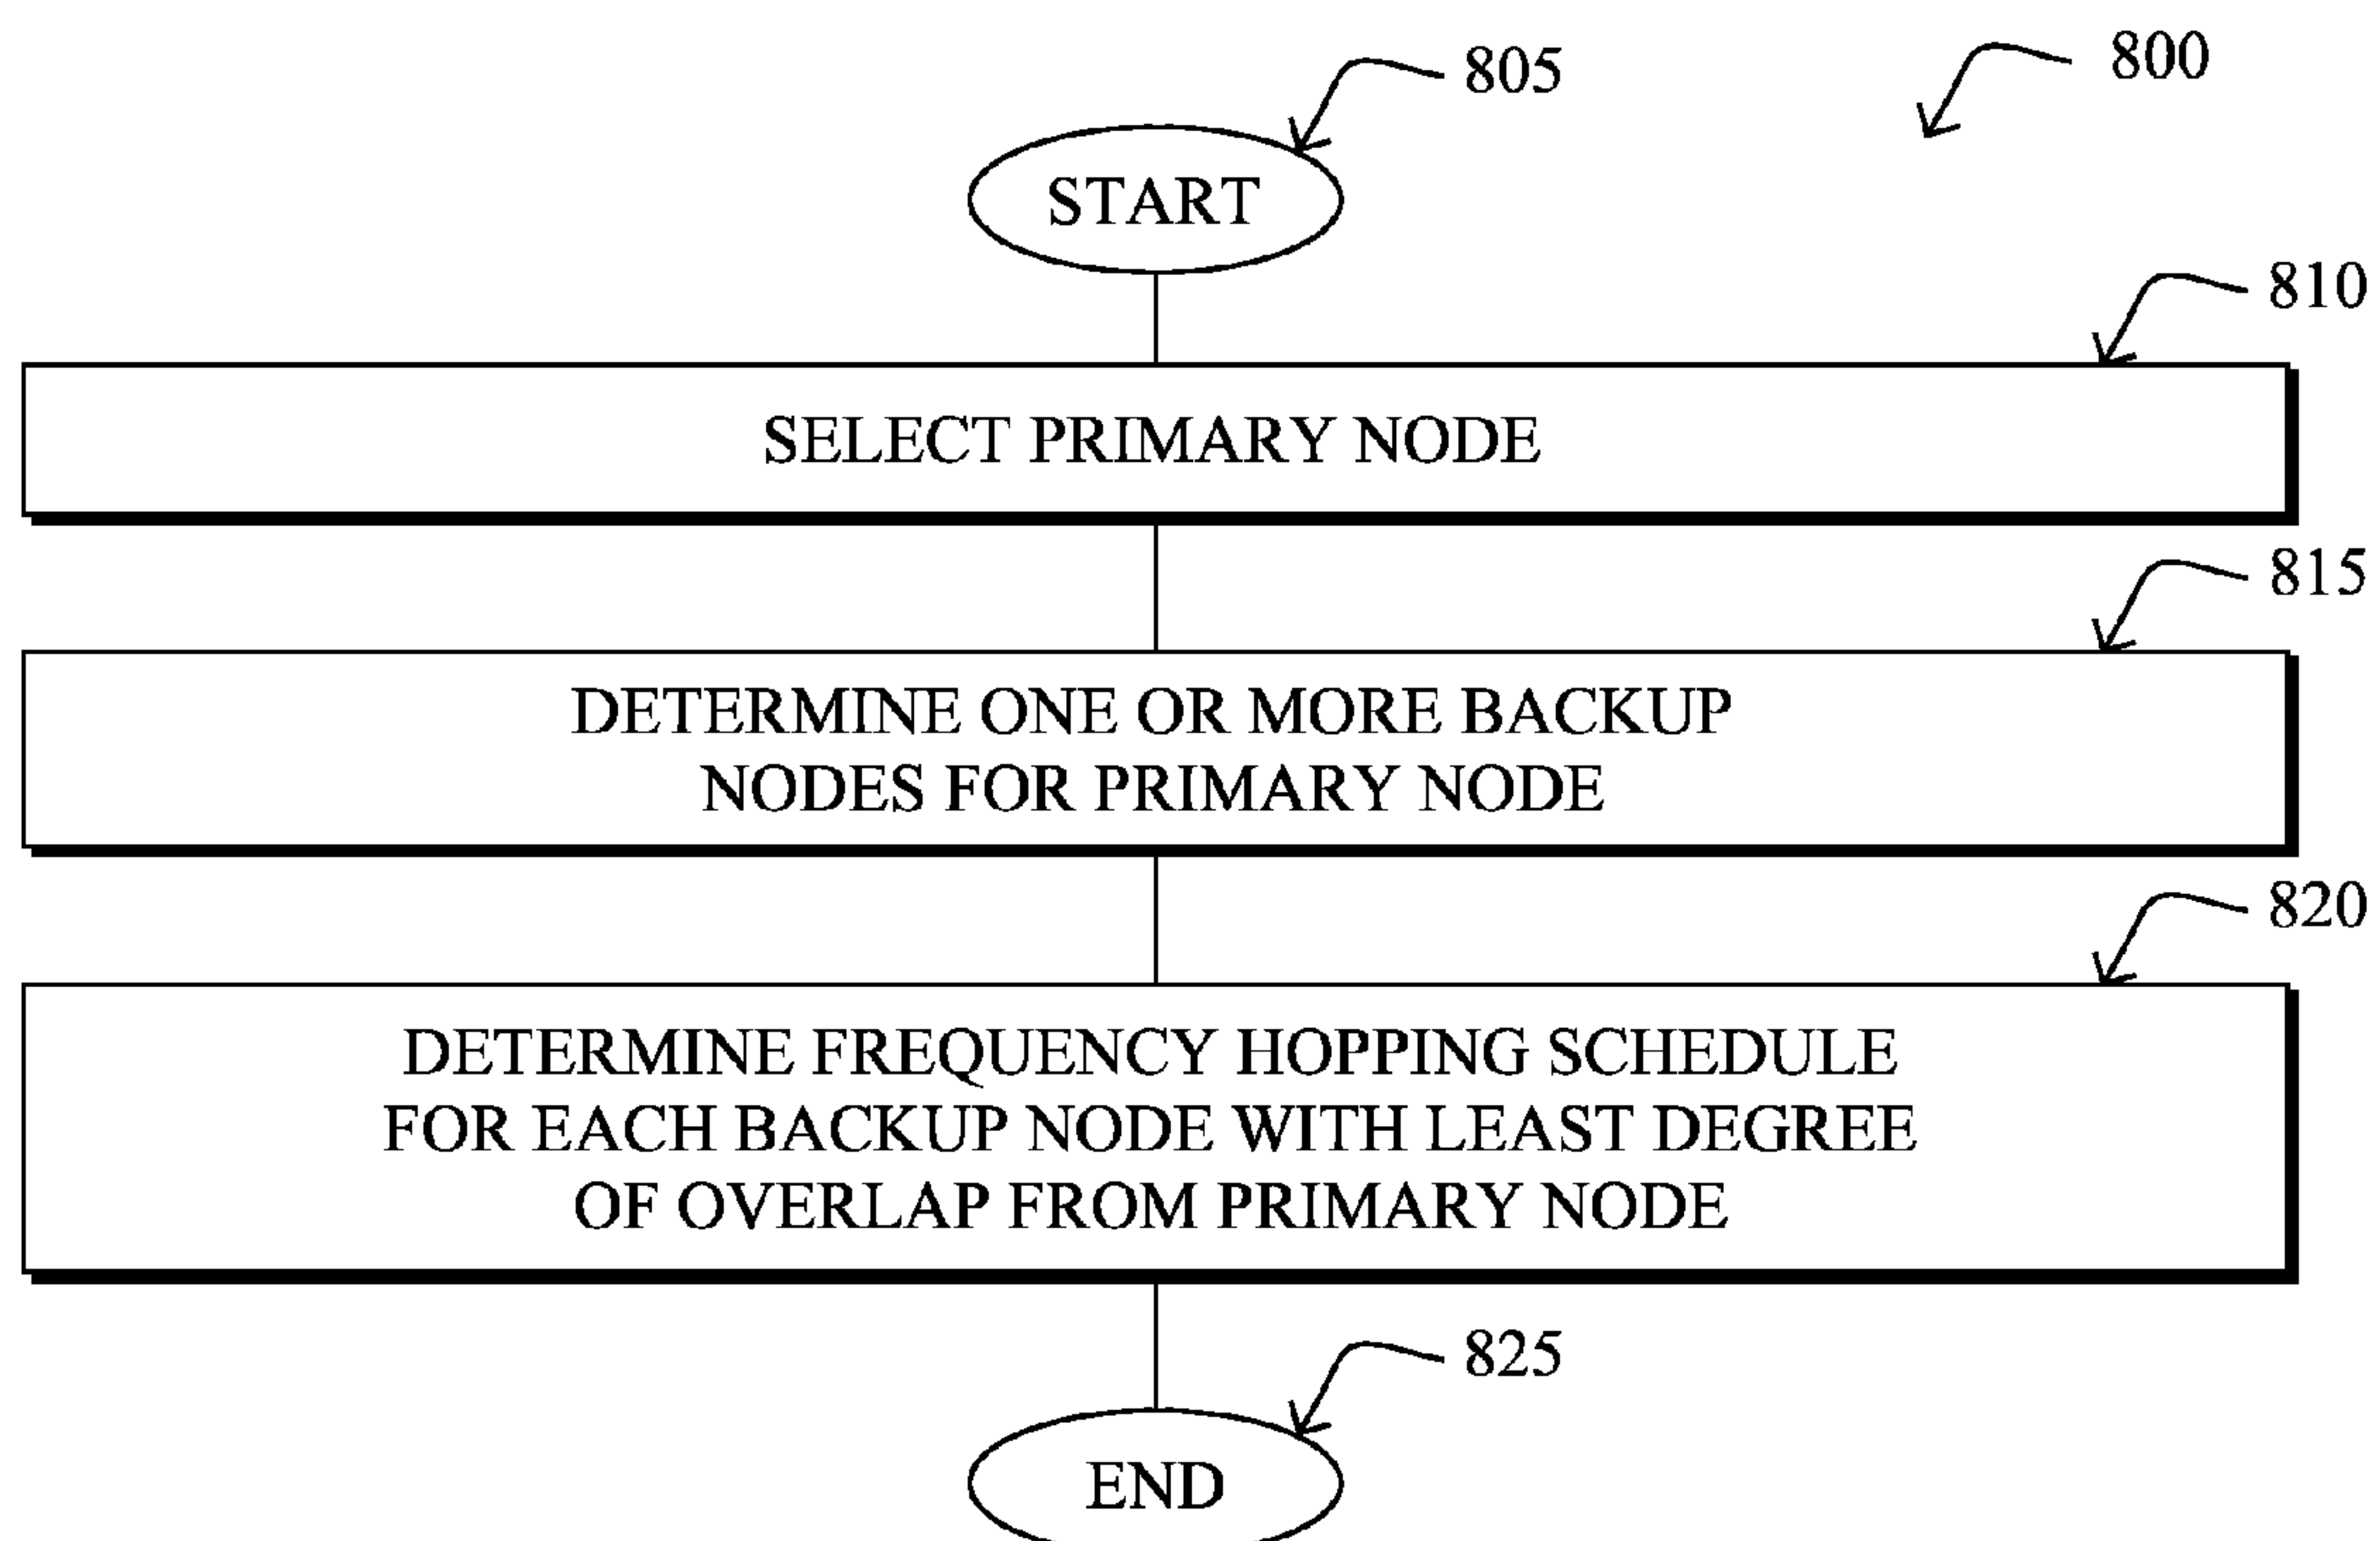 800
805
START
810
SELECT PRIMARY NODE
815
DETERMINE ONE OR MORE BACKUP
NODES FOR PRIMARY NODE
820
DETERMINE FREQUENCY HOPPING SCHEDULE
FOR EACH BACKUP NODE WITH LEAST DEGREE
OF OVERLAP FROM PRIMARY NODE
825
END